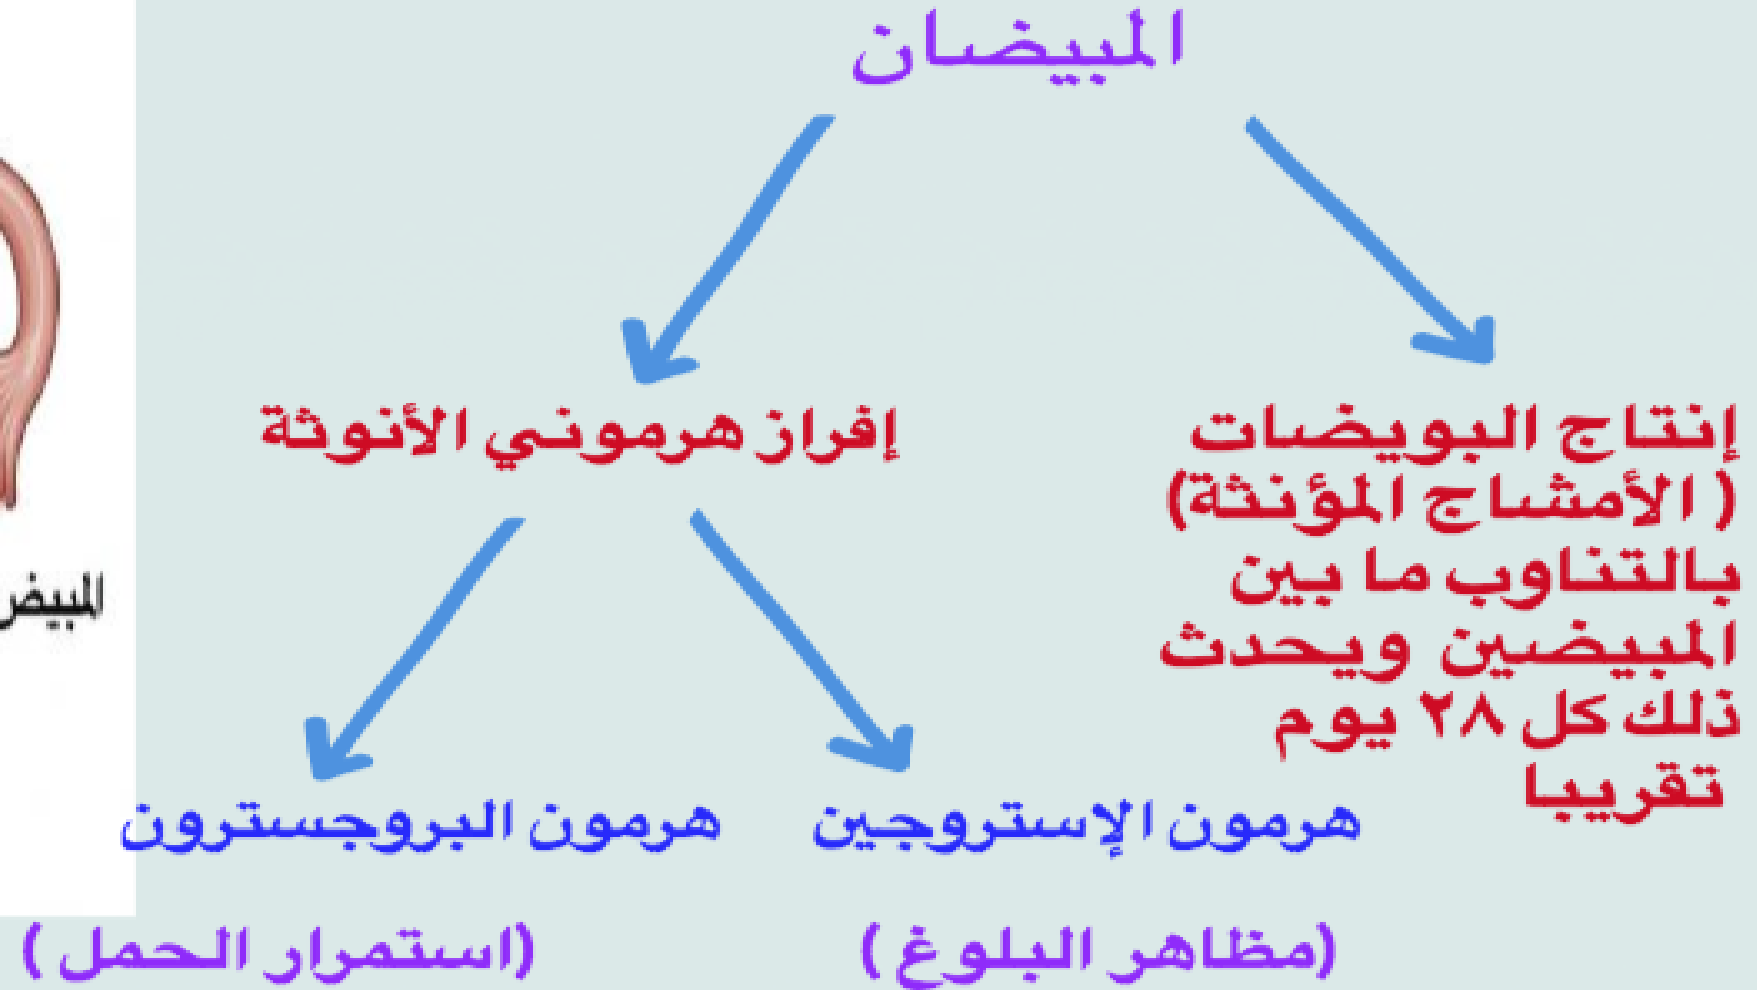 المبيضان
إنتاج البويضات
( الأمشاج المؤنثة)
بالتناوب ما بين
المبيضين ويحدث
ذلك كل ٢٨ يوم
تقريبا
إفراز هرموني الأنوثة
هرمون الإستروجين
(مظاهر البلوغ )
هرمون البروجسترون
(استمرار الحمل )
المبيض